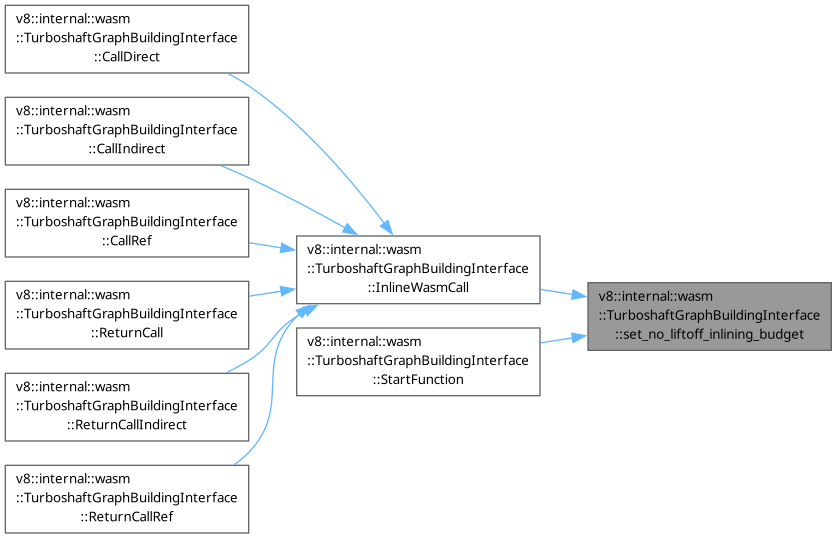 v8::internal::wasm
::TurboshaftGraphBuildingInterface
::CallDirect
v8::internal::wasm
::TurboshaftGraphBuildingInterface
::CallIndirect
v8::internal::wasm
::TurboshaftGraphBuildingInterface
::CallRef
v8::internal::wasm
::TurboshaftGraphBuildingInterface
::ReturnCall
v8::internal::wasm
::TurboshaftGraphBuildingInterface
::ReturnCallIndirect
v8::internal::wasm
::TurboshaftGraphBuildingInterface
::ReturnCallRef
v8::internal::wasm
::TurboshaftGraphBuildingInterface
::InlineWasmCall
v8::internal::wasm
::TurboshaftGraphBuildingInterface
::StartFunction
v8::internal::wasm
::TurboshaftGraphBuildingInterface
::set_no_liftoff_inlining_budget